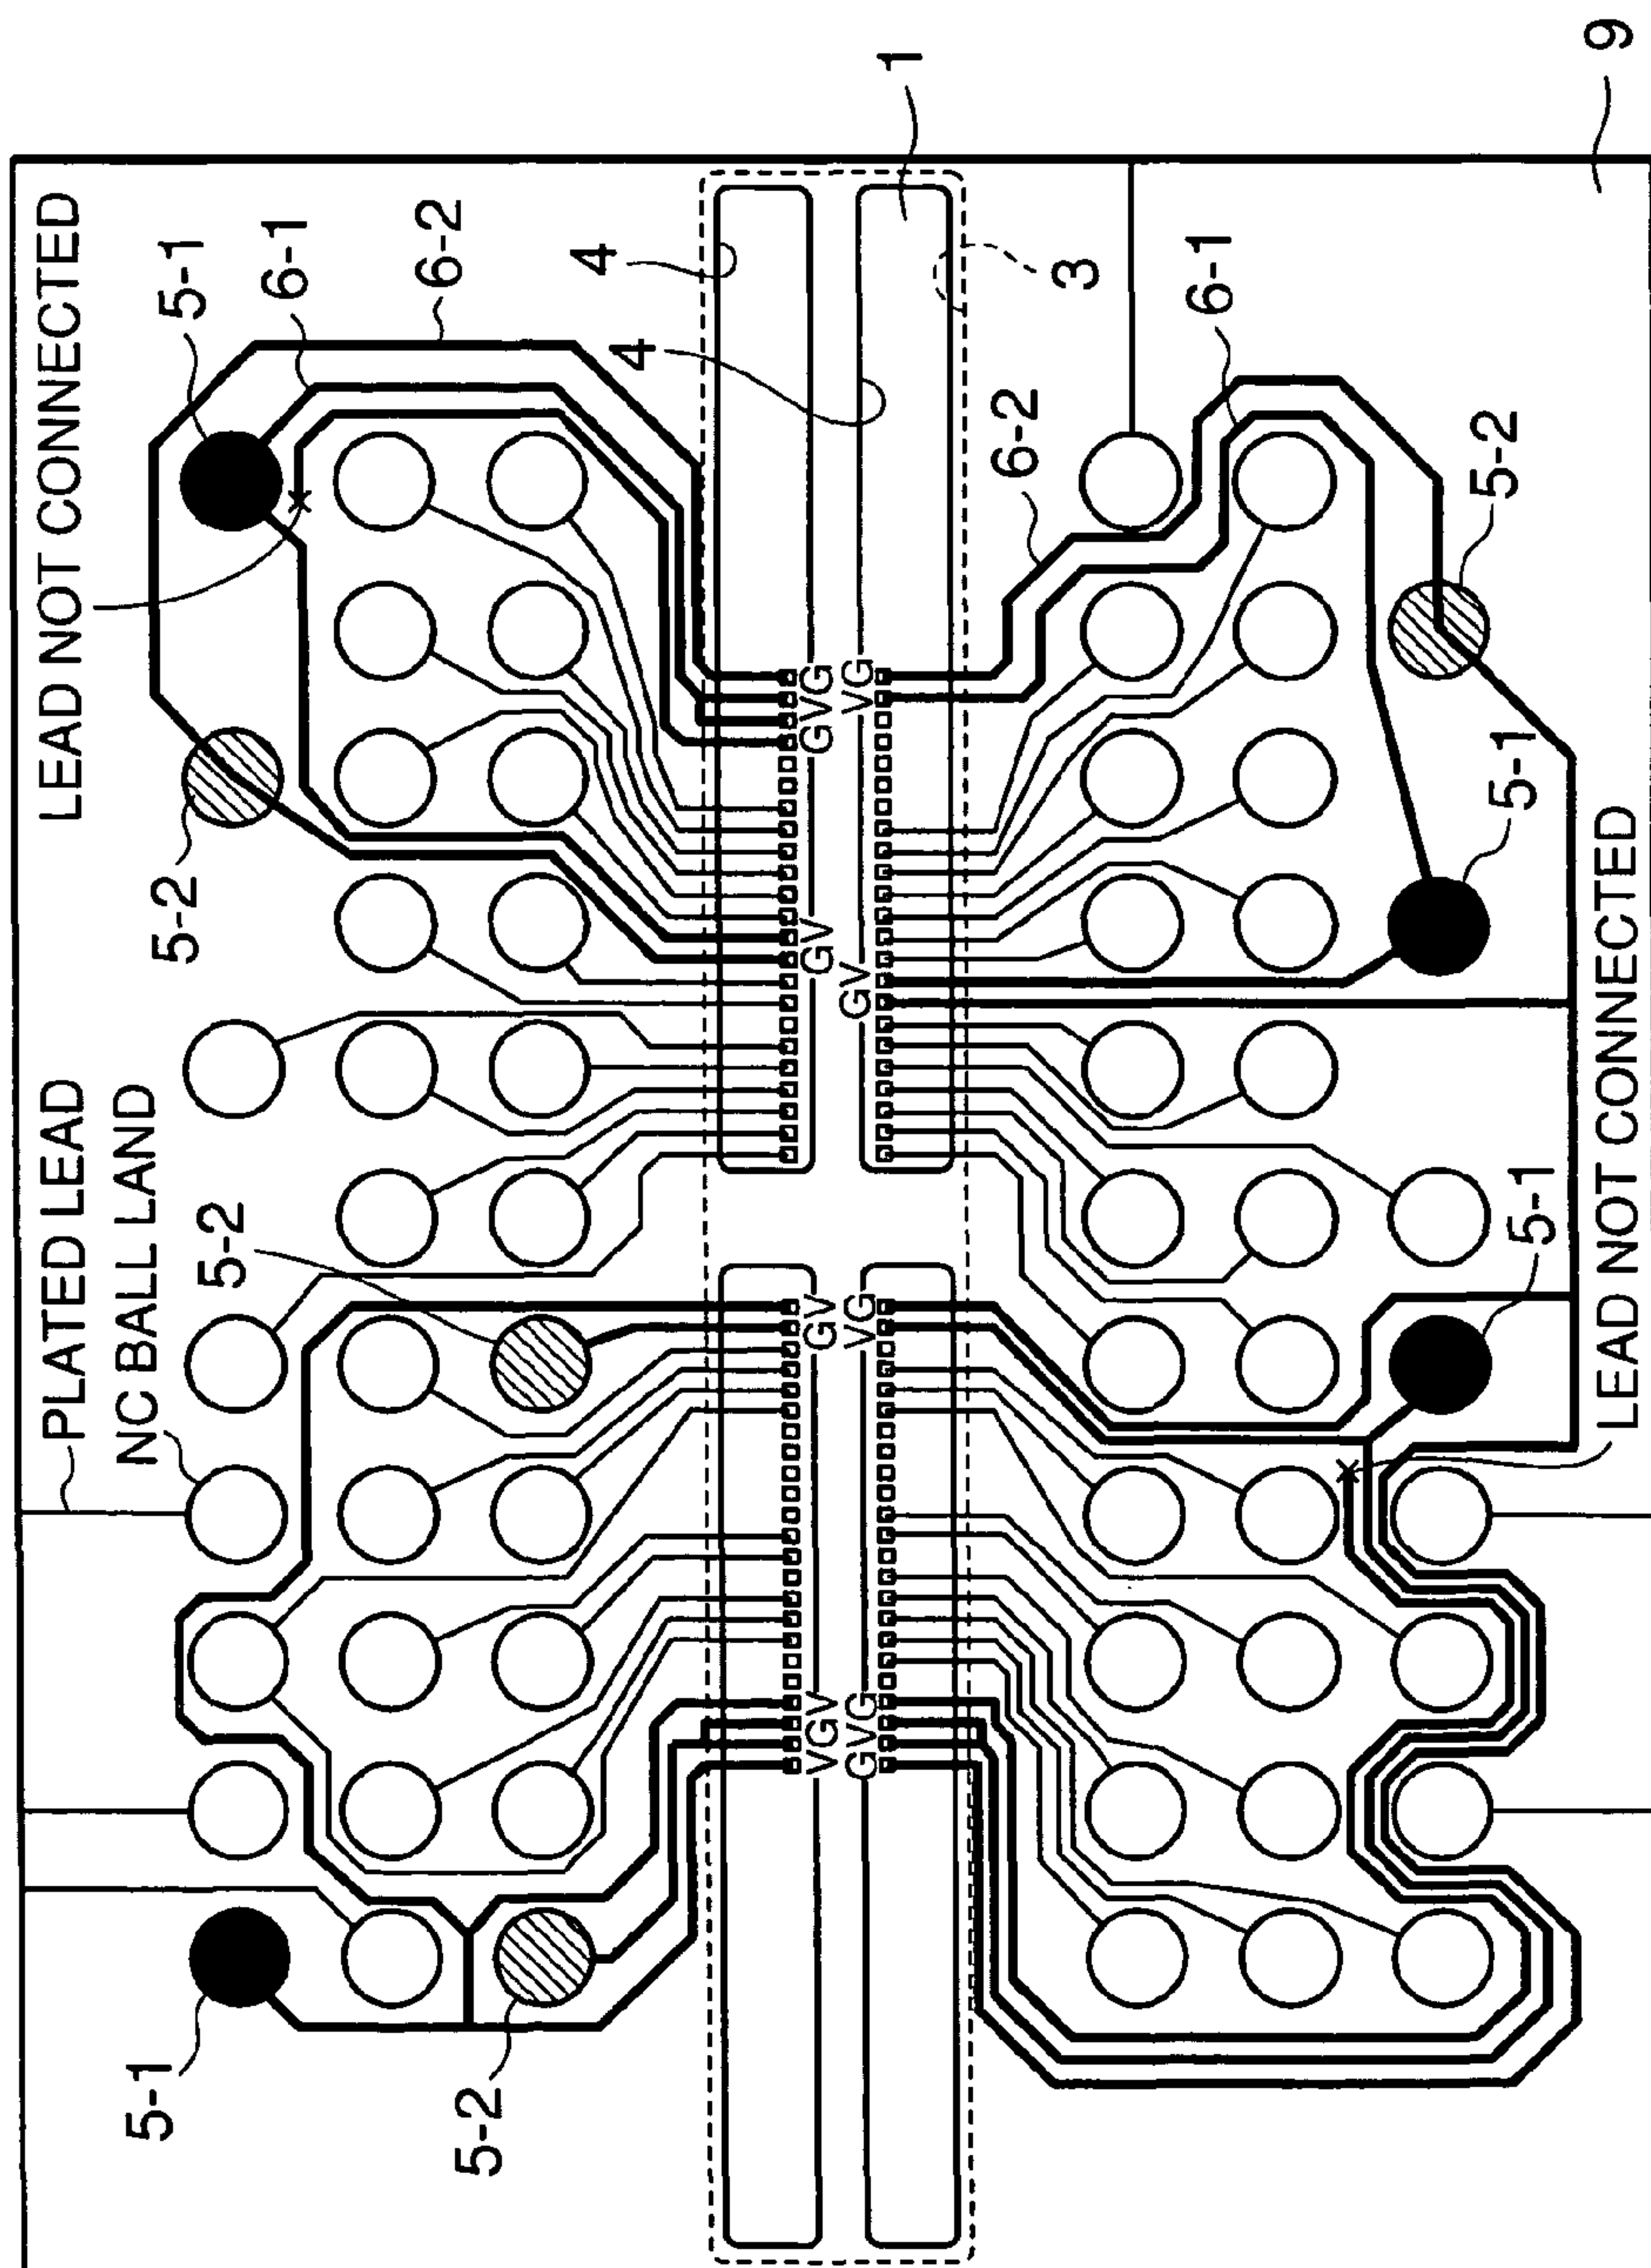 PLATED LEAD
LEAD NOT CONNECTED
NC BALL LAND
5-1
5-2
5-2
5-1
6-1
6-2
5-2
4
4
VGV
GV
GV
GVG
GVG
VG
GV
VG
1
6-2
3
6-1
5-1
5-1
5-2
LEAD NOT CONNECTED
9